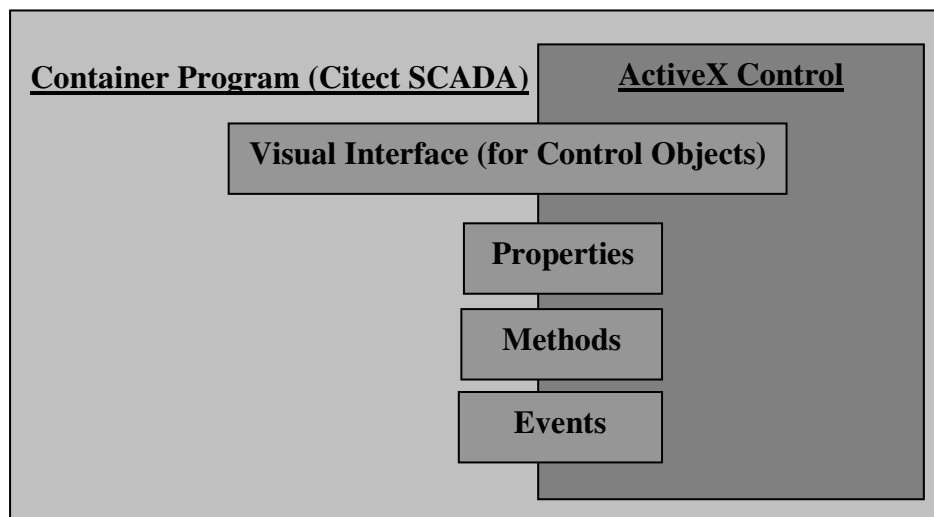 Container Program (Citect SCADA)
ActiveX Control
Visual Interface (for Control Objects)
Properties
Methods
Events